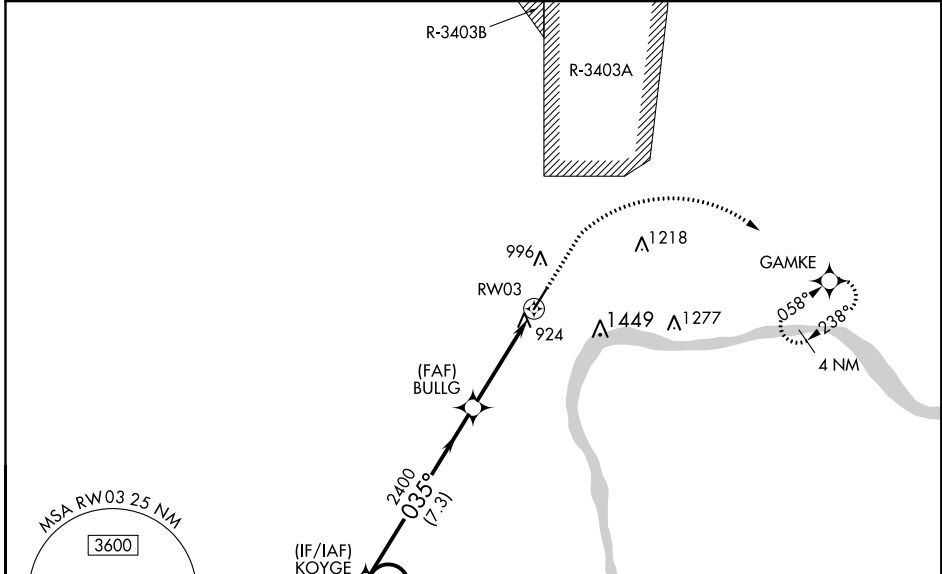 R-3403B
R-3403A
996
1218
GAMKE
RW03
058°
238°
924
1449
1277
4 NM
(FAF)
BULLG
2400
035°
(7.3)
MSA RW03 25 NM
3600
(IF/IAF)
KOYGE